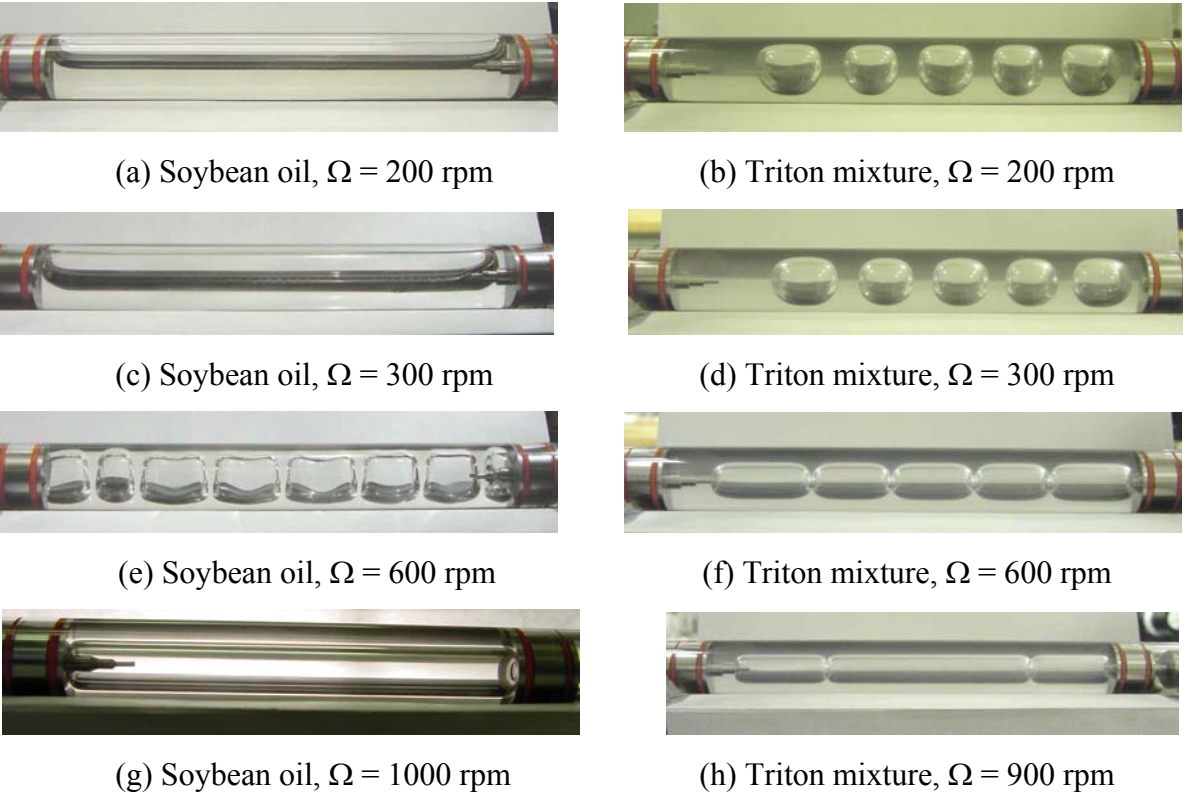 (a) Soybean oil, Ω = 200 rpm
(b) Triton mixture, Ω = 200 rpm
(c) Soybean oil, Ω = 300 rpm
(d) Triton mixture, Ω = 300 rpm
(e) Soybean oil, Ω = 600 rpm
(f) Triton mixture, Ω = 600 rpm
(g) Soybean oil, Ω = 1000 rpm
(h) Triton mixture, Ω = 900 rpm